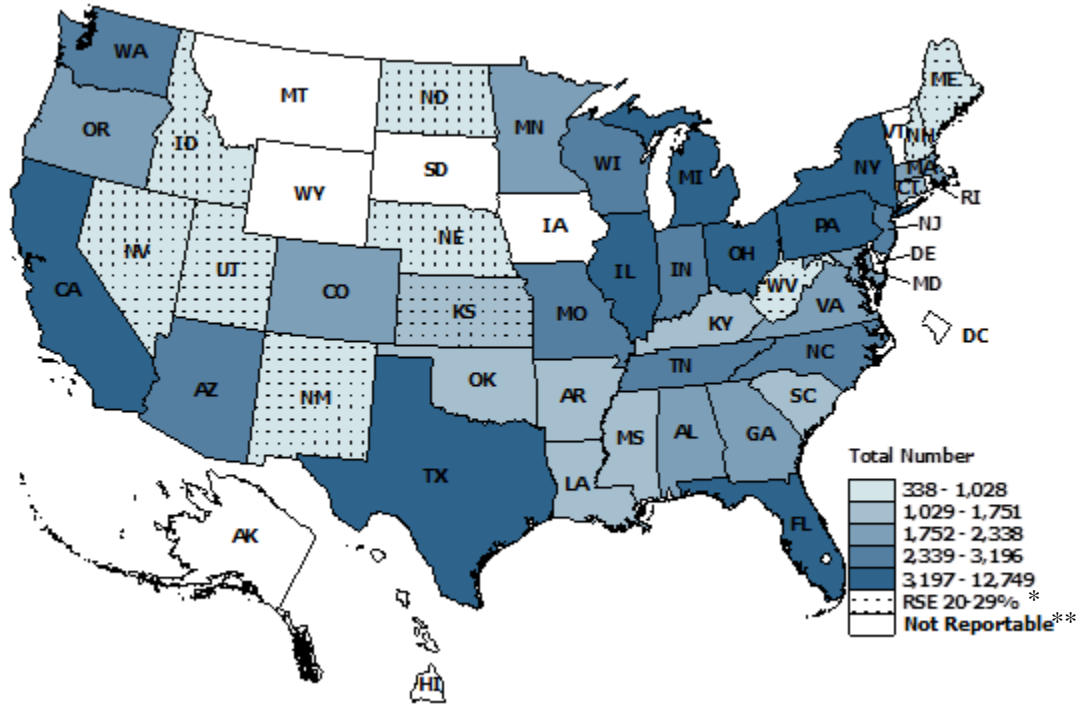 WA
MT
ND
ME
OR
ID
MN
VT
NH
SD
WI
NY
MA
WY
MI
CT
RI
IA
NJ
NV
UT
NE
PA
DE
CA
CO
IL
IN
OH
WV
MD
KS
MO
KY
VA
DC
AZ
NM
OK
TN
NC
AR
SC
MS
AL
GA
TX
LA
FL
AK
HI
Total Number
338 - 1,028
1,029 - 1,751
1,752 - 2,338
2,339 - 3,196
3,197 - 12,749
RSE 20-29% *
Not Reportable**